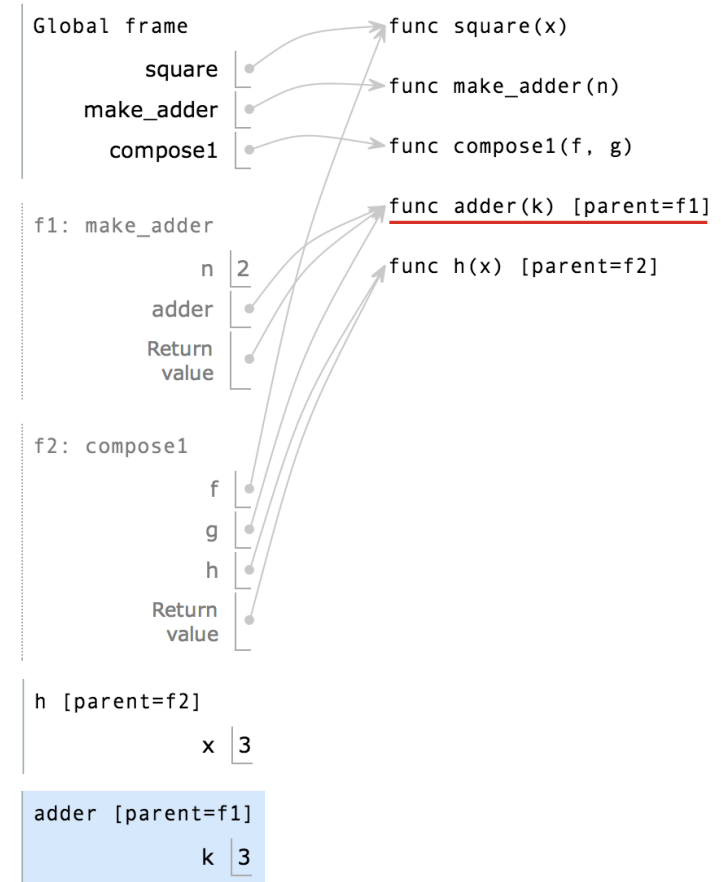 Global frame
square
make_adder
compose1
func square(x)
func make_adder(n)
func compose1(f, g)
func adder(k) [parent=f1]
func h(x) [parent=f2]
f1: make_adder
n 2
adder
Return
value
f2: compose1
f
g
h
Return
value
h [parent=f2]
x 3
adder [parent=f1]
k 3